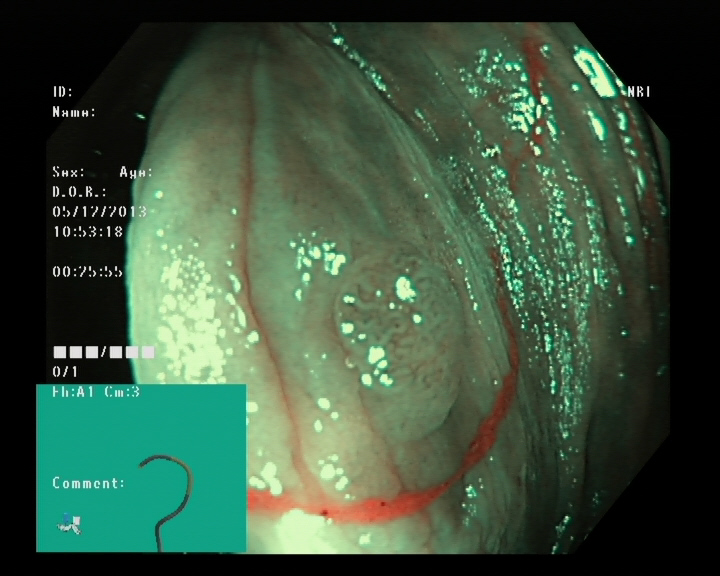 ID:
NBI
Name:
Sex: Age:
D.O.B.:
05/12/2013
10:53:18
00:25:55
0/1
Eh:A1 Cm:3
Comment: